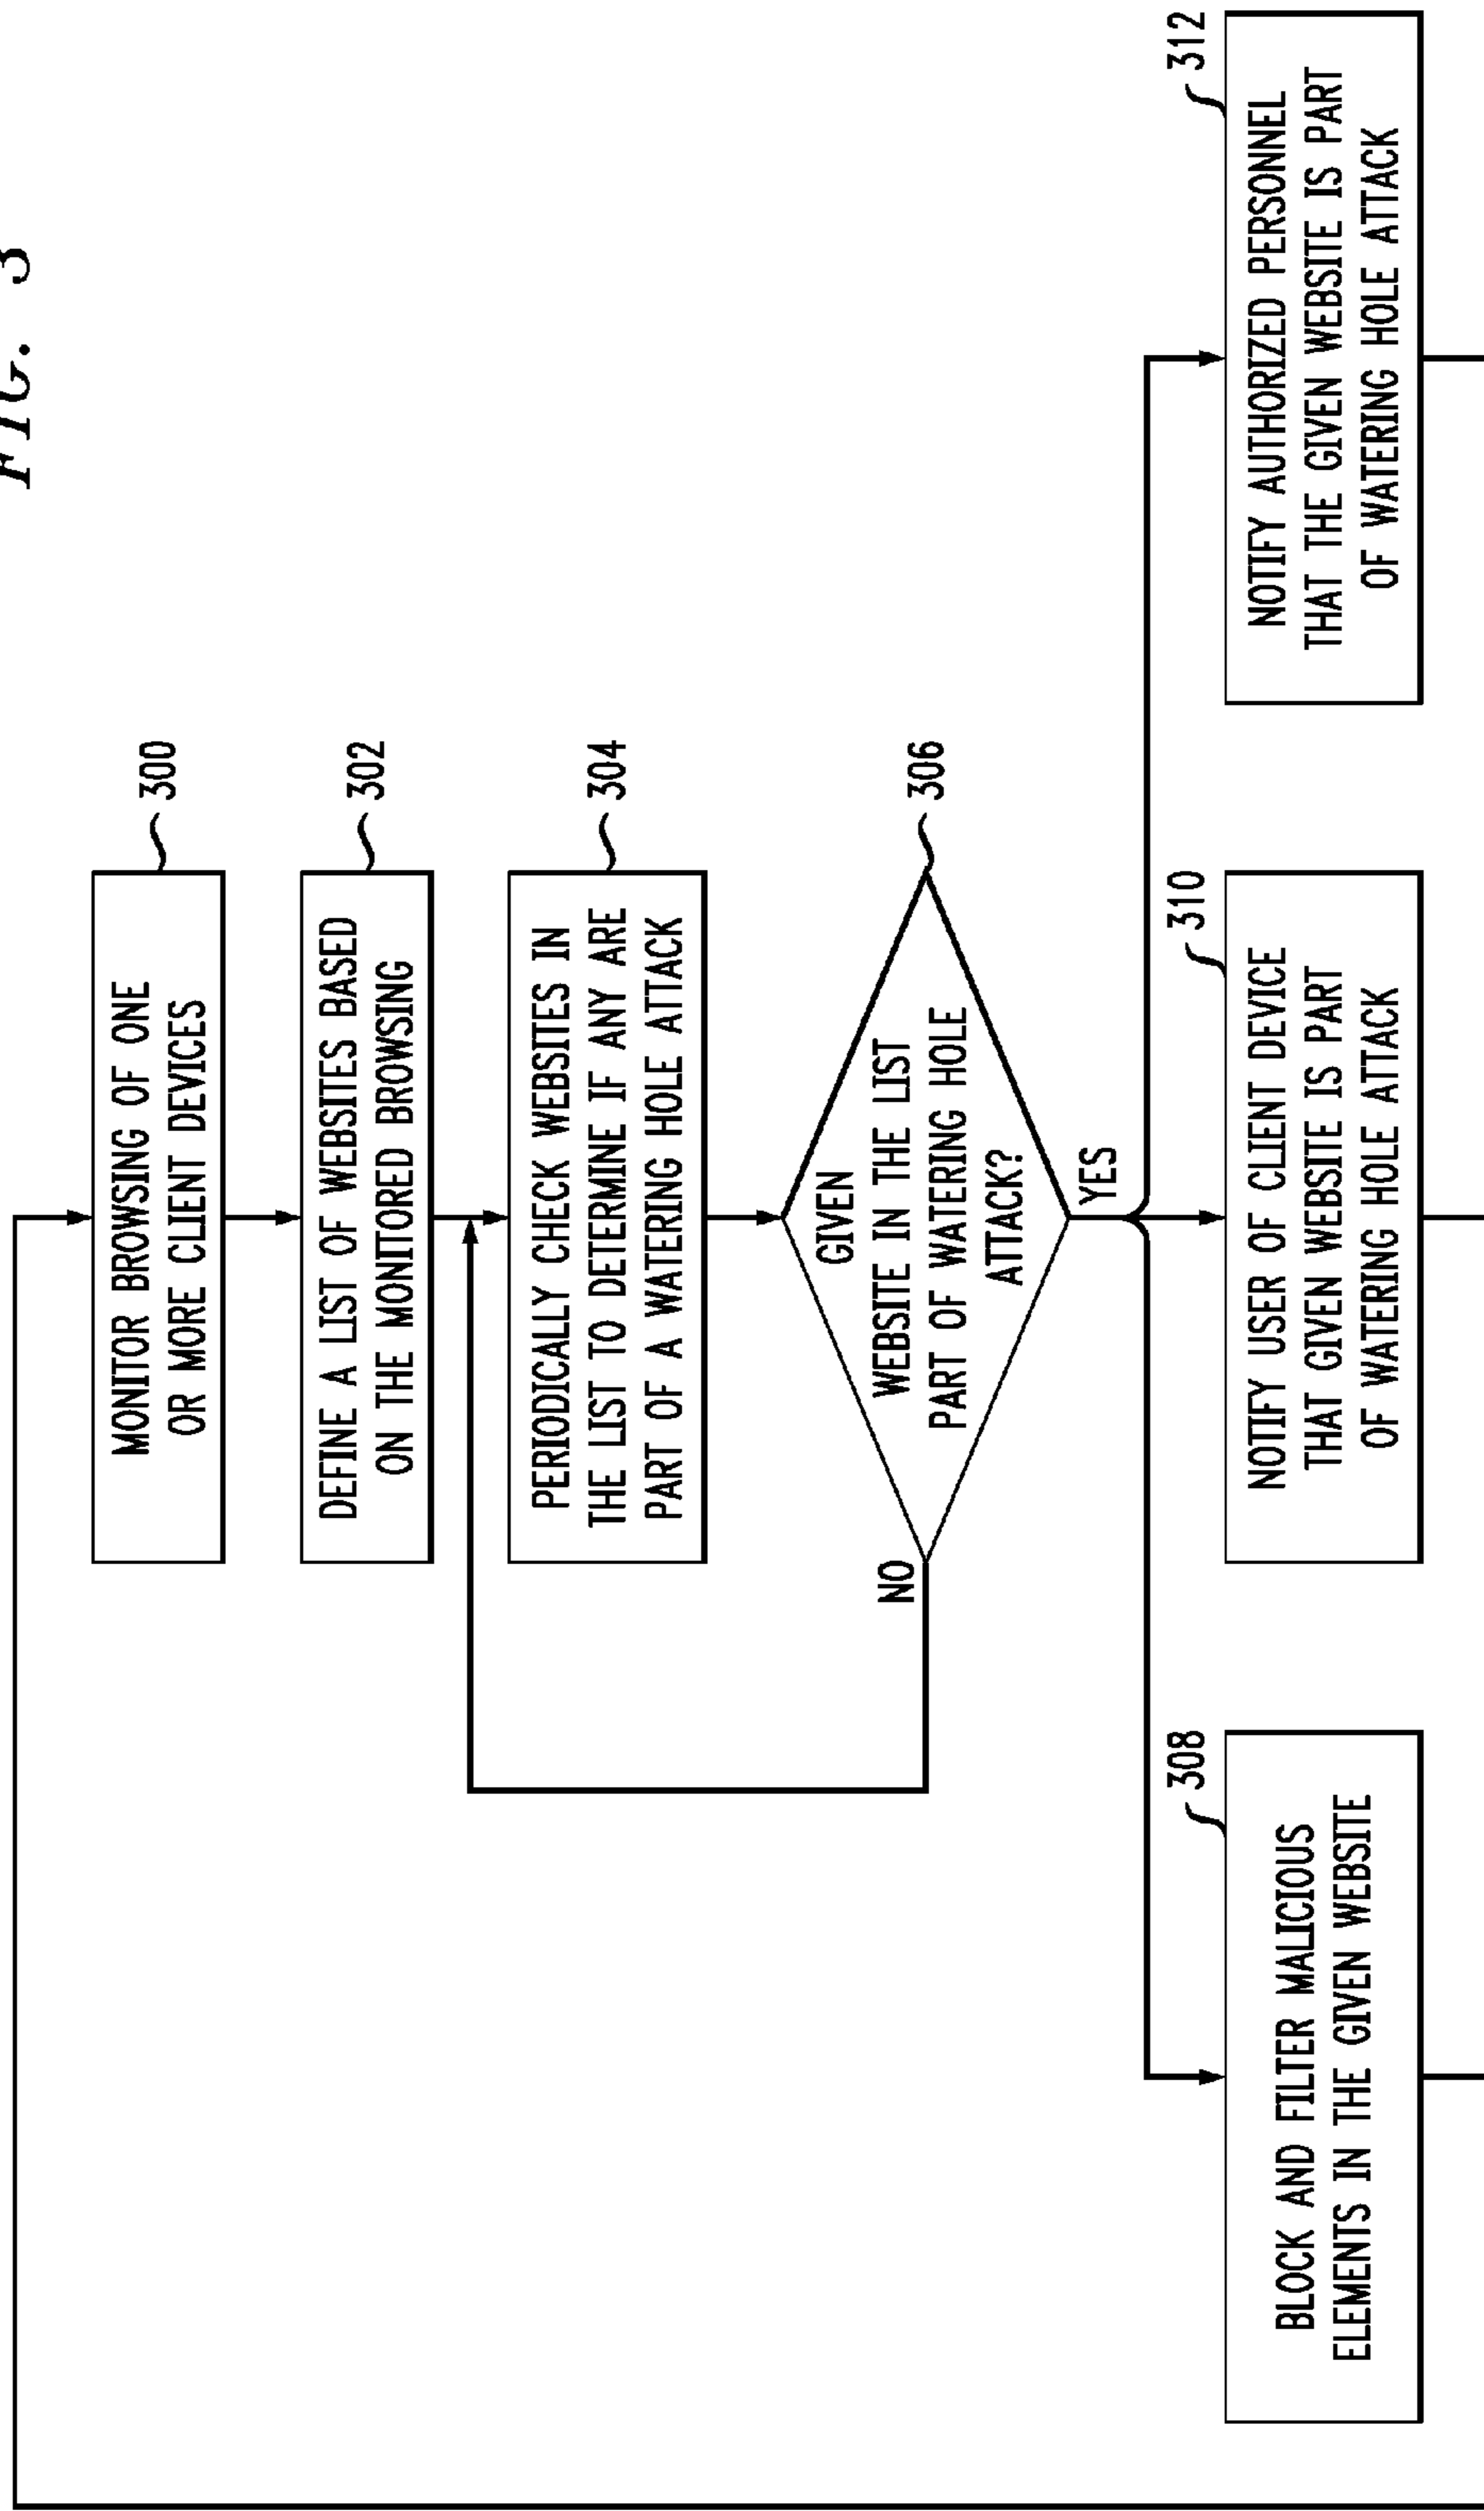 FIG. 3
MONITOR BROWSING OF ONE
OR MORE CLIENT DEVICES
300
DEFINE A LIST OF WEBSITES BASED
ON THE MONITORED BROWSING
302
PERIODICALLY CHECK WEBSITES IN
THE LIST TO DETERMINE IF ANY ARE
PART OF A WATERING HOLE ATTACK
304
GIVEN
WEBSITE IN THE LIST
PART OF WATERING HOLE
ATTACK?
306
NO
YES
308
BLOCK AND FILTER MALICIOUS
ELEMENTS IN THE GIVEN WEBSITE
310
NOTIFY USER OF CLIENT DEVICE
THAT GIVEN WEBSITE IS PART
OF WATERING HOLE ATTACK
312
NOTIFY AUTHORIZED PERSONNEL
THAT THE GIVEN WEBSITE IS PART
OF WATERING HOLE ATTACK